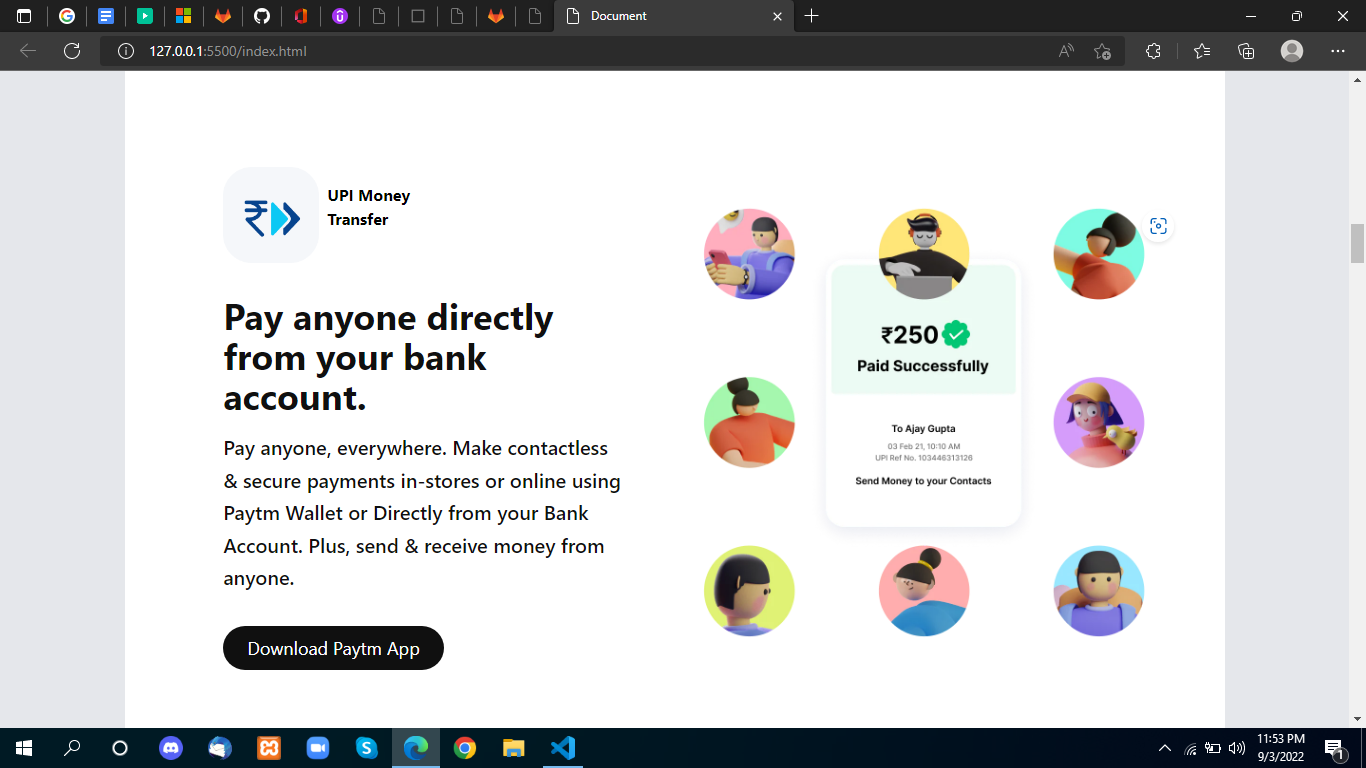 Document
127.0.0.1:5500/index.html
UPI Money
Transfer
Pay anyone directly
from your bank
account.
Pay anyone, everywhere. Make contactless
& secure payments in-stores or online using
Paytm Wallet or Directly from your Bank
Account. Plus, send & receive money from
anyone.
Download Paytm App
₹250
Paid Successfully
To Ajay Gupta
03 Feb 21, 10:10 AM
UPI Ref No. 103446313126
Send Money to your Contacts
11:53 PM
9/3/2022
1